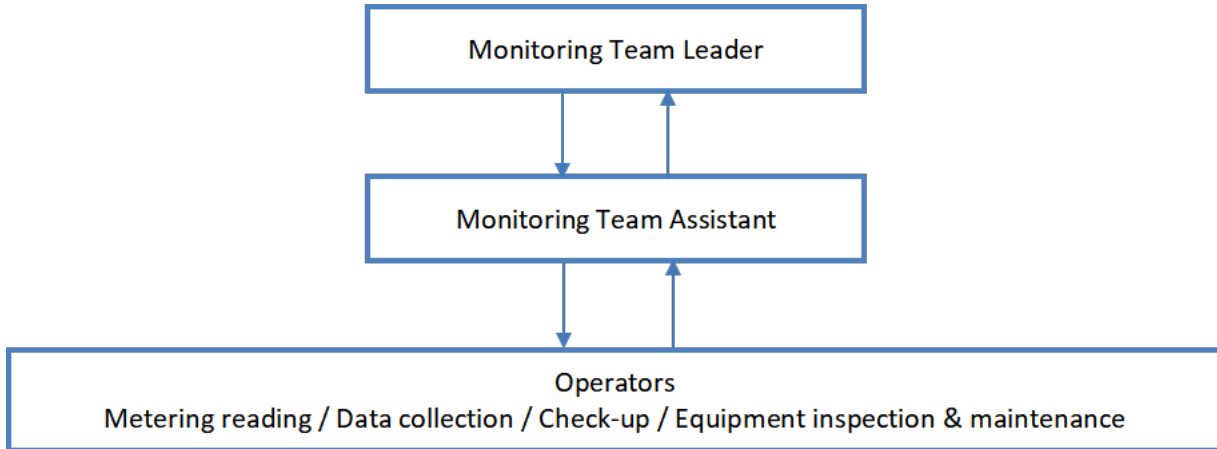 Monitoring Team Leader
Monitoring Team Assistant
Operators
Metering reading / Data collection / Check-up / Equipment inspection & maintenance